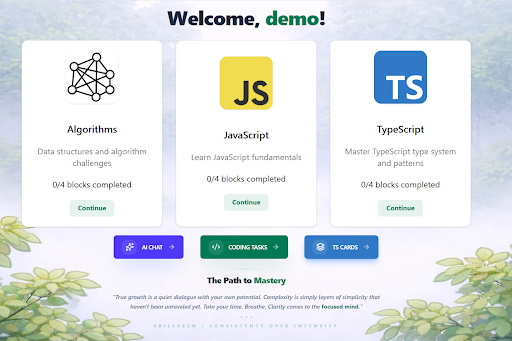 Welcome, demo!
JS
TS
Algorithms
JavaScript
TypeScript
Data structures and algorithm
challenges
Learn JavaScript fundamentals
Master TypeScript type system
and patterns
0/4 blocks completed
0/4 blocks completed
0/4 blocks completed
Continue
Continue
Continue
AI CHAT →
</> CODING TASKS →
TS CARDS →
The Path to Mastery
"True growth is a quiet dialogue with your own potential. Complexity is simply layers of simplicity that
haven't been unraveled yet. Take your time. Breathe. Clarity comes to the focused mind."
CONSISTENCY OVER INTENSITY